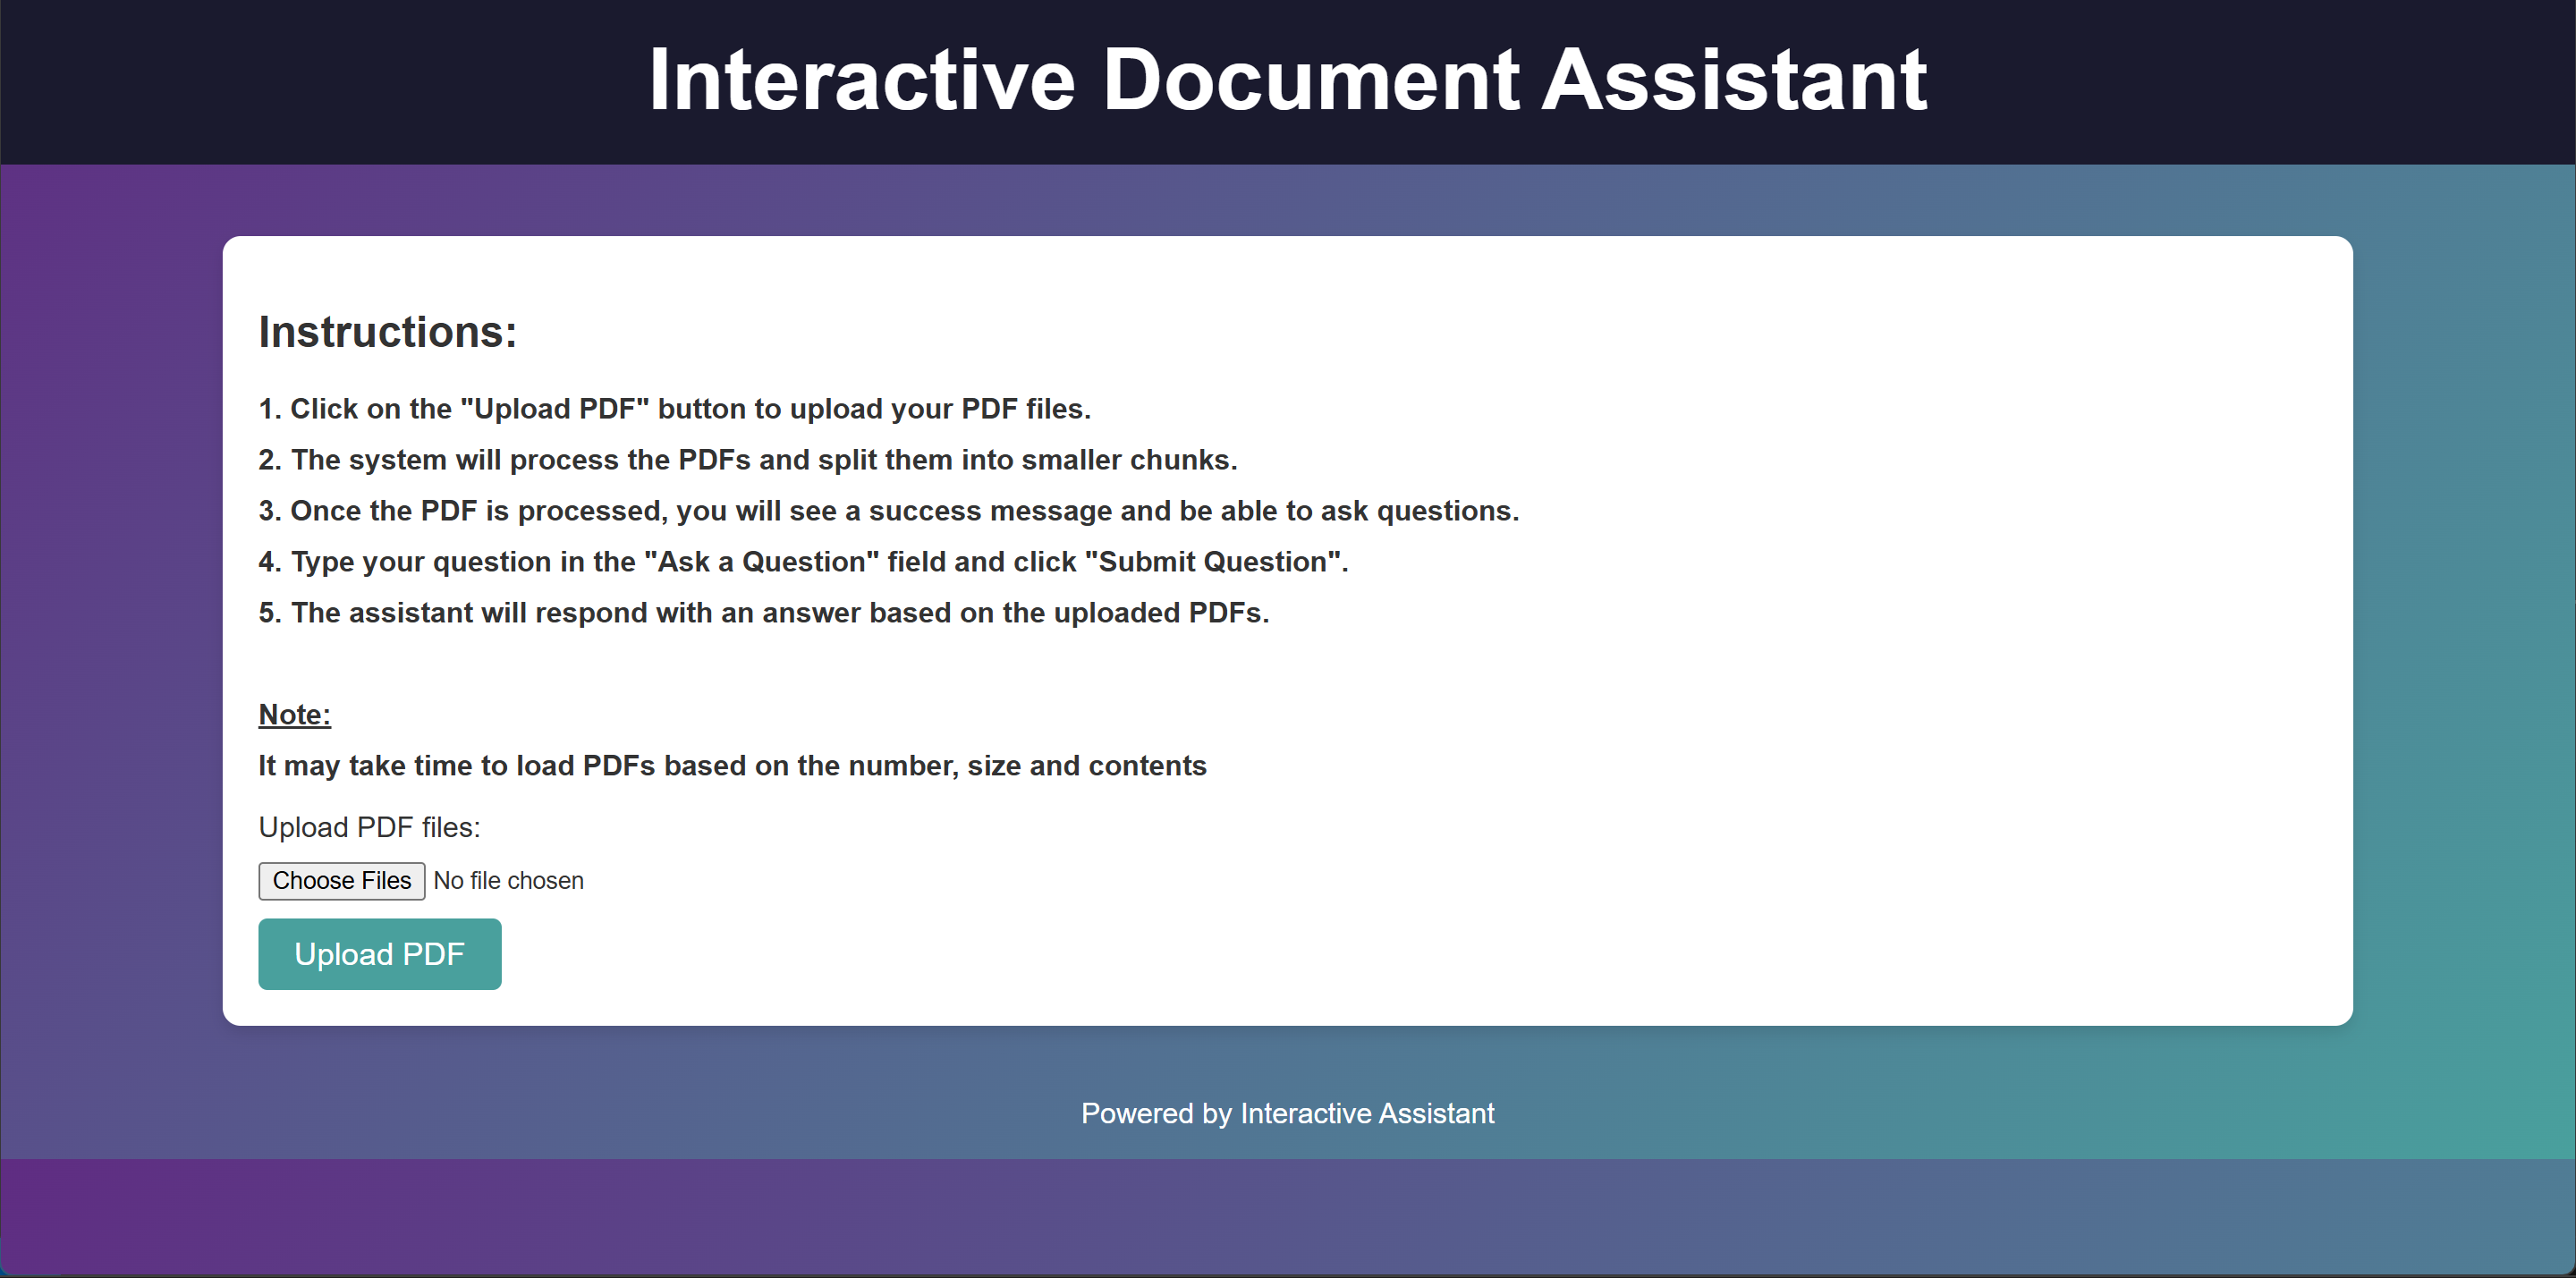 Interactive Document Assistant
Instructions:
1. Click on the "Upload PDF" button to upload your PDF files.
2. The system will process the PDFs and split them into smaller chunks.
3. Once the PDF is processed, you will see a success message and be able to ask questions.
4. Type your question in the "Ask a Question" field and click "Submit Question".
5. The assistant will respond with an answer based on the uploaded PDFs.
Note:
It may take time to load PDFs based on the number, size and contents
Upload PDF files:
Choose Files No file chosen
Upload PDF
Powered by Interactive Assistant